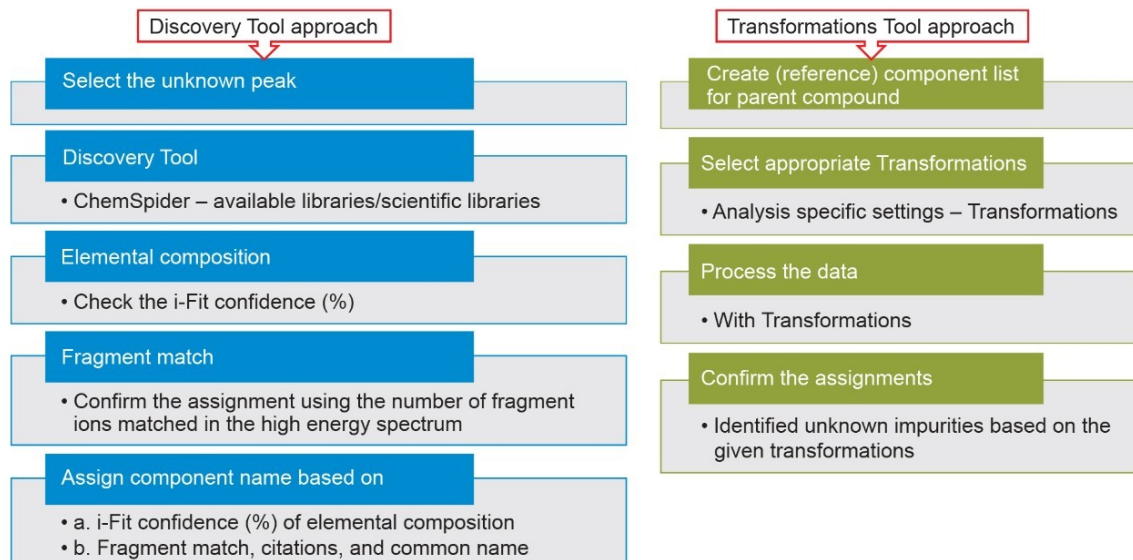 Discovery Tool approach
Select the unknown peak
Discovery Tool
• ChemSpider – available libraries/scientific libraries
Elemental composition
• Check the i-Fit confidence (%)
Fragment match
• Confirm the assignment using the number of fragment
ions matched in the high energy spectrum
Assign component name based on
• a. i-Fit confidence (%) of elemental composition
• b. Fragment match, citations, and common name
Transformations Tool approach
Create (reference) component list
for parent compound
Select appropriate Transformations
• Analysis specific settings – Transformations
Process the data
• With Transformations
Confirm the assignments
• Identified unknown impurities based on the
given transformations